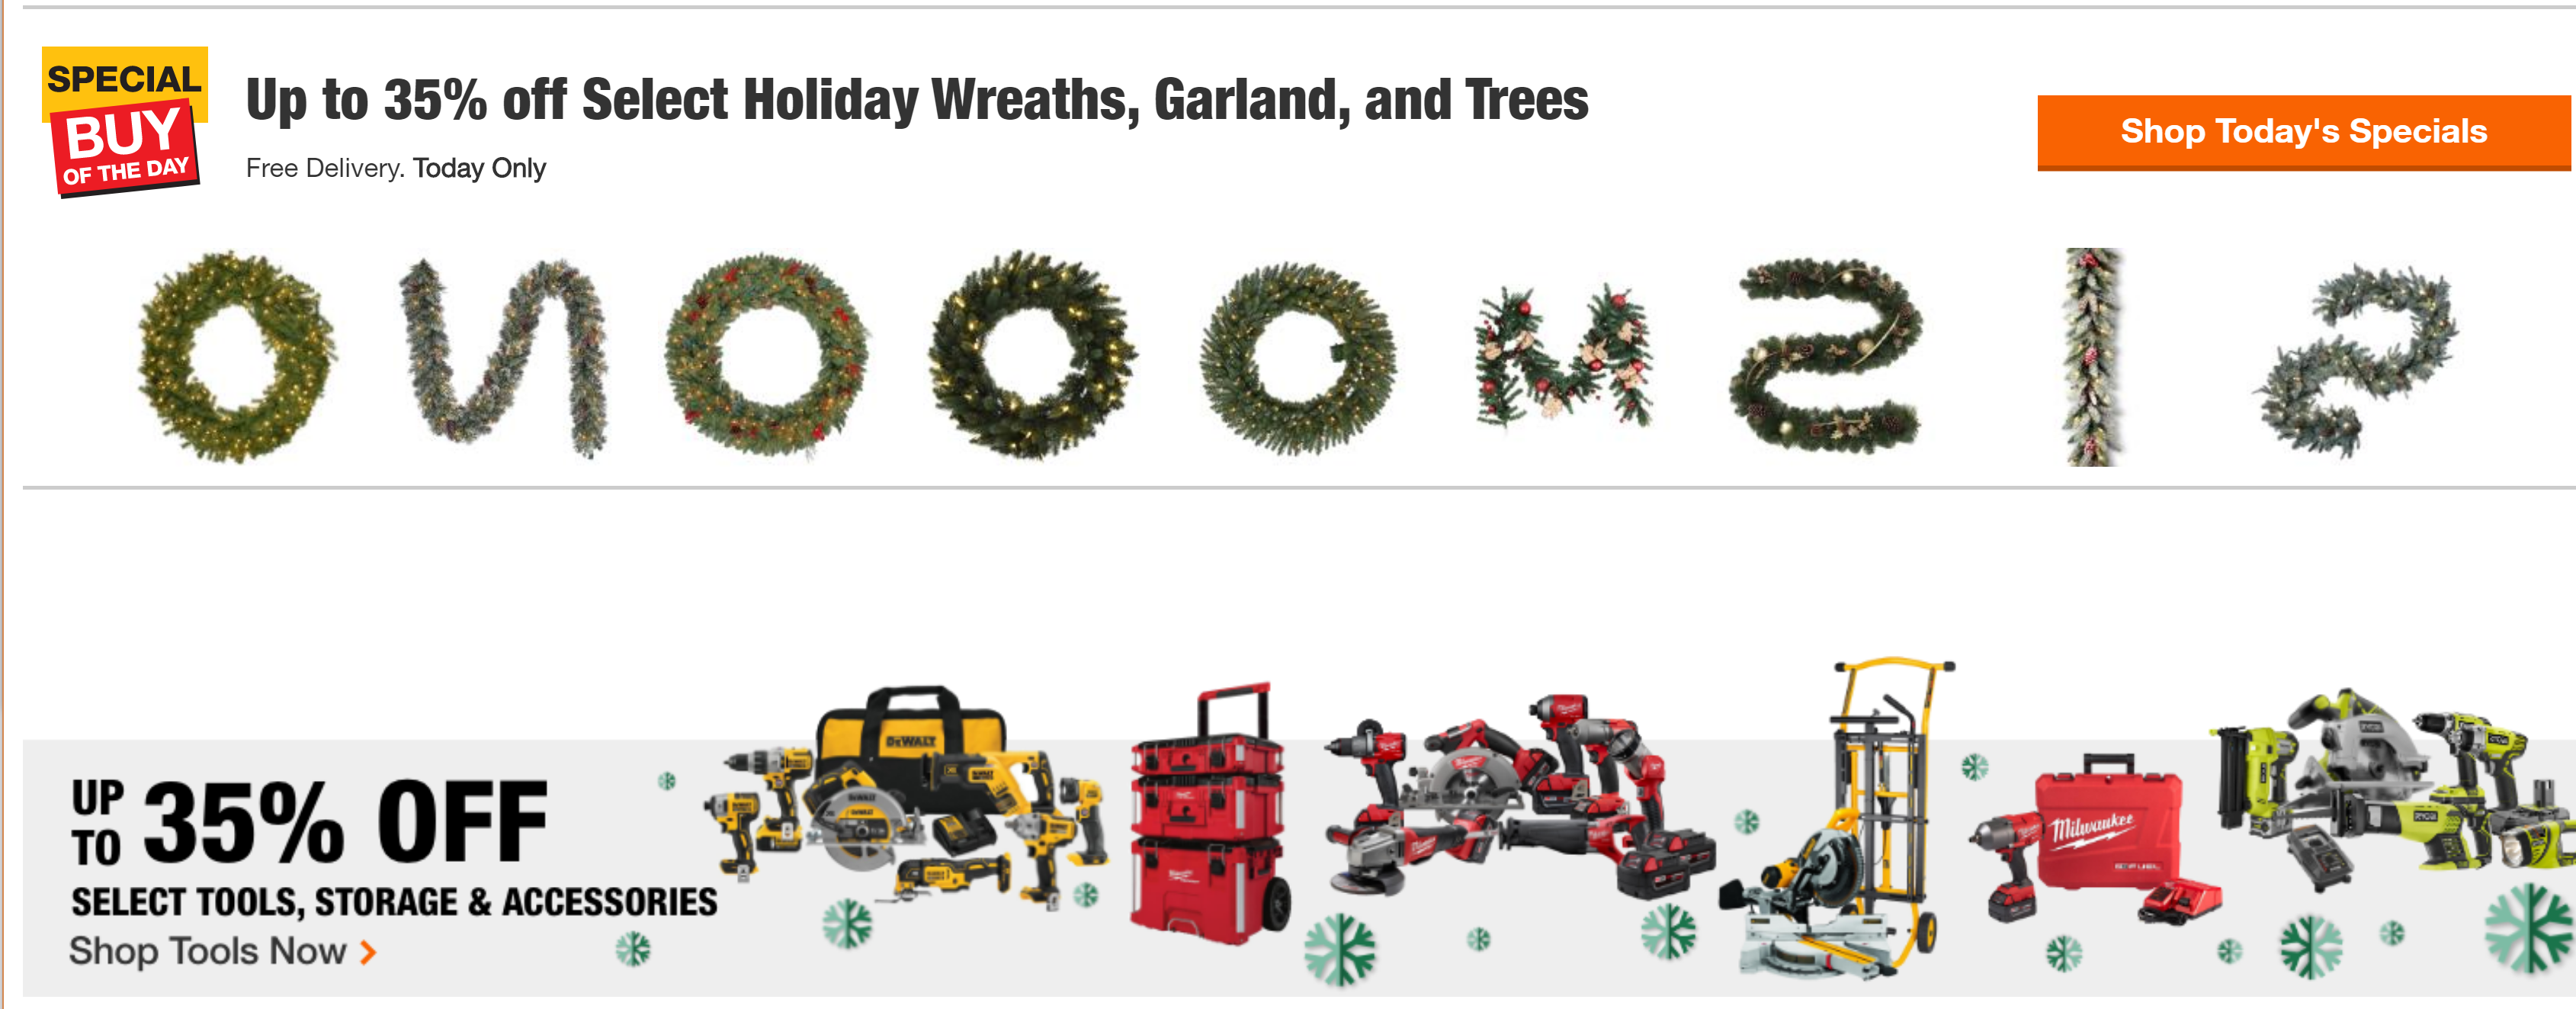 SPECIAL
BUY
OF THE DAY
Up to 35% off Select Holiday Wreaths, Garland, and Trees
Free Delivery. Today Only
Shop Today's Specials
UP TO 35% OFF
SELECT TOOLS, STORAGE & ACCESSORIES
Shop Tools Now
DEWALT
Milwaukee
RYOBI